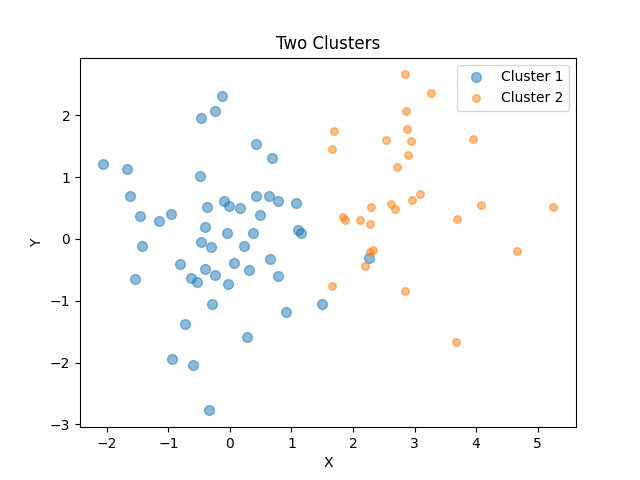 Two Clusters
Cluster 1
Cluster 2
Y
2
1
0
−1
−2
−3
−2 −1 0 1 2 3 4 5
X